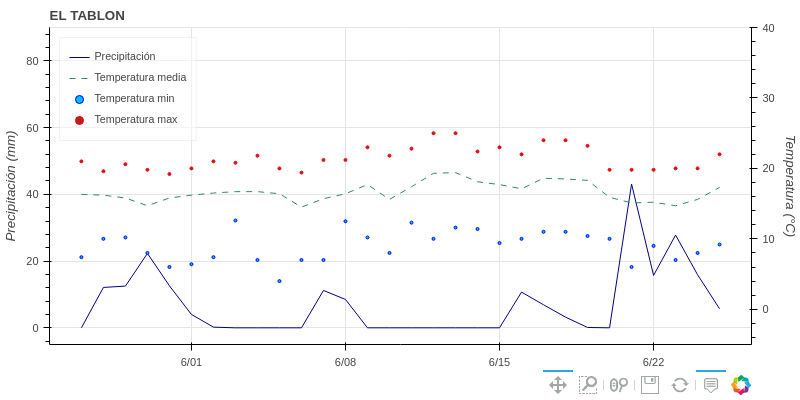 EL TABLON
Precipitación
Temperatura media
Temperatura min
Temperatura max
Precipitación (mm)
80
60
40
20
0
Temperatura (°C)
40
30
20
10
0
6/01
6/08
6/15
6/22